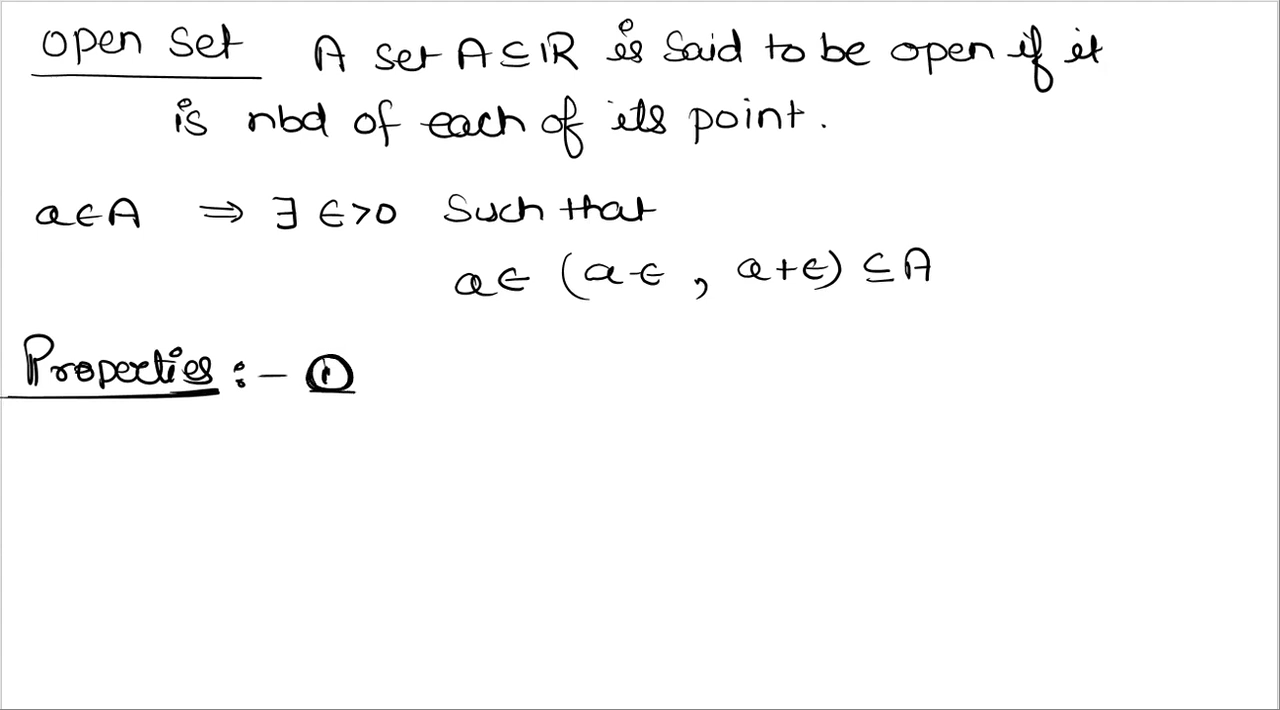 open set A set A ⊆ ℝ is said to be open if it
is nbd of each of its point.
a ∈ A ⇒ ∃ ∈ > 0 Such that
a ∈ (a-∈ , a+∈) ⊆ A
Properties :- ①